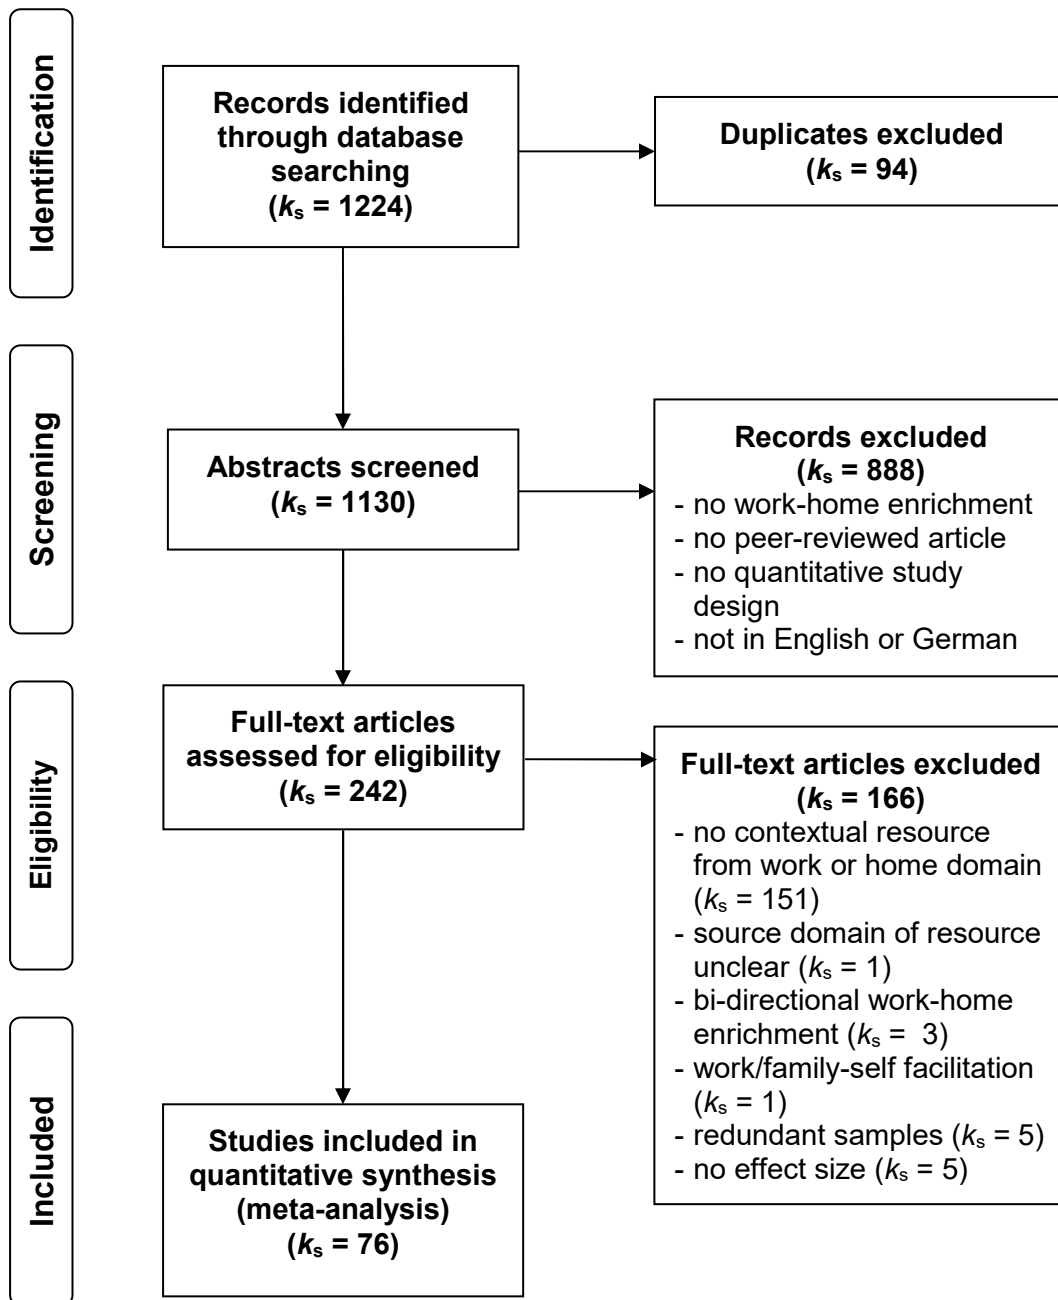 Identification
Records identified
through database
searching
(ks = 1224)
Duplicates excluded
(ks = 94)
Screening
Abstracts screened
(ks = 1130)
Records excluded
(ks = 888)
- no work-home enrichment
- no peer-reviewed article
- no quantitative study
design
- not in English or German
Eligibility
Full-text articles
assessed for eligibility
(ks = 242)
Full-text articles excluded
(ks = 166)
- no contextual resource
from work or home domain
(ks = 151)
- source domain of resource
unclear (ks = 1)
- bi-directional work-home
enrichment (ks =  3)
- work/family-self facilitation
(ks = 1)
- redundant samples (ks = 5)
- no effect size (ks = 5)
Included
Studies included in
quantitative synthesis
(meta-analysis)
(ks = 76)